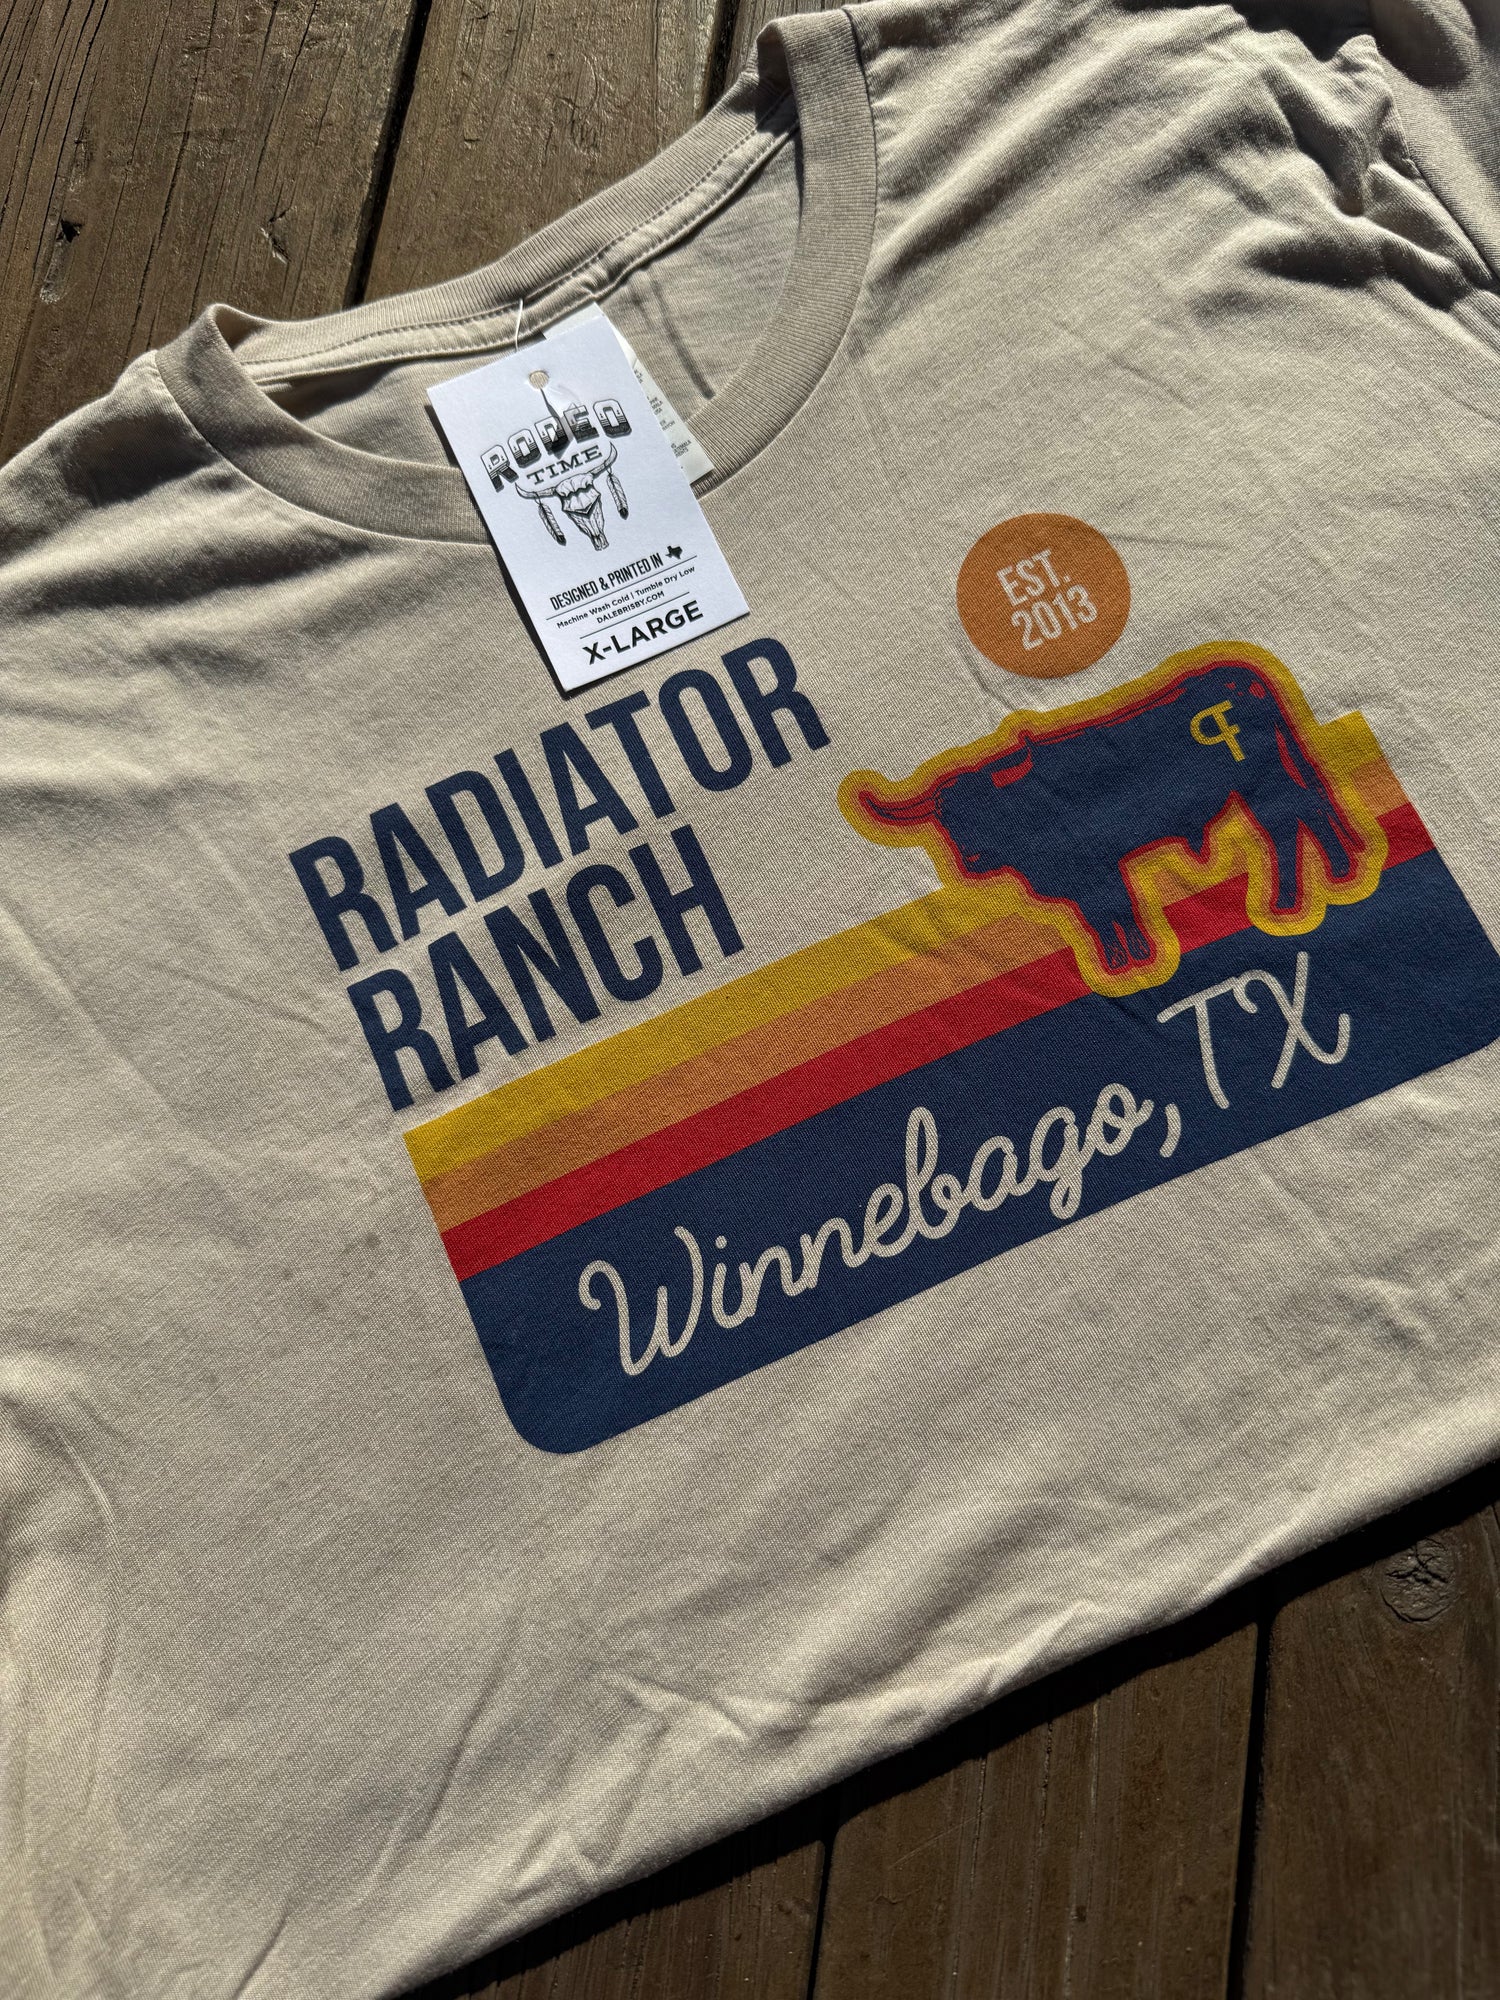 RODEO
TIME
DESIGNED & PRINTED IN
Machine Wash Cold | Tumble Dry Low
DALEBRISBY.COM
X-LARGE
EST.
2013
RADIATOR
RANCH
Winnebago, TX